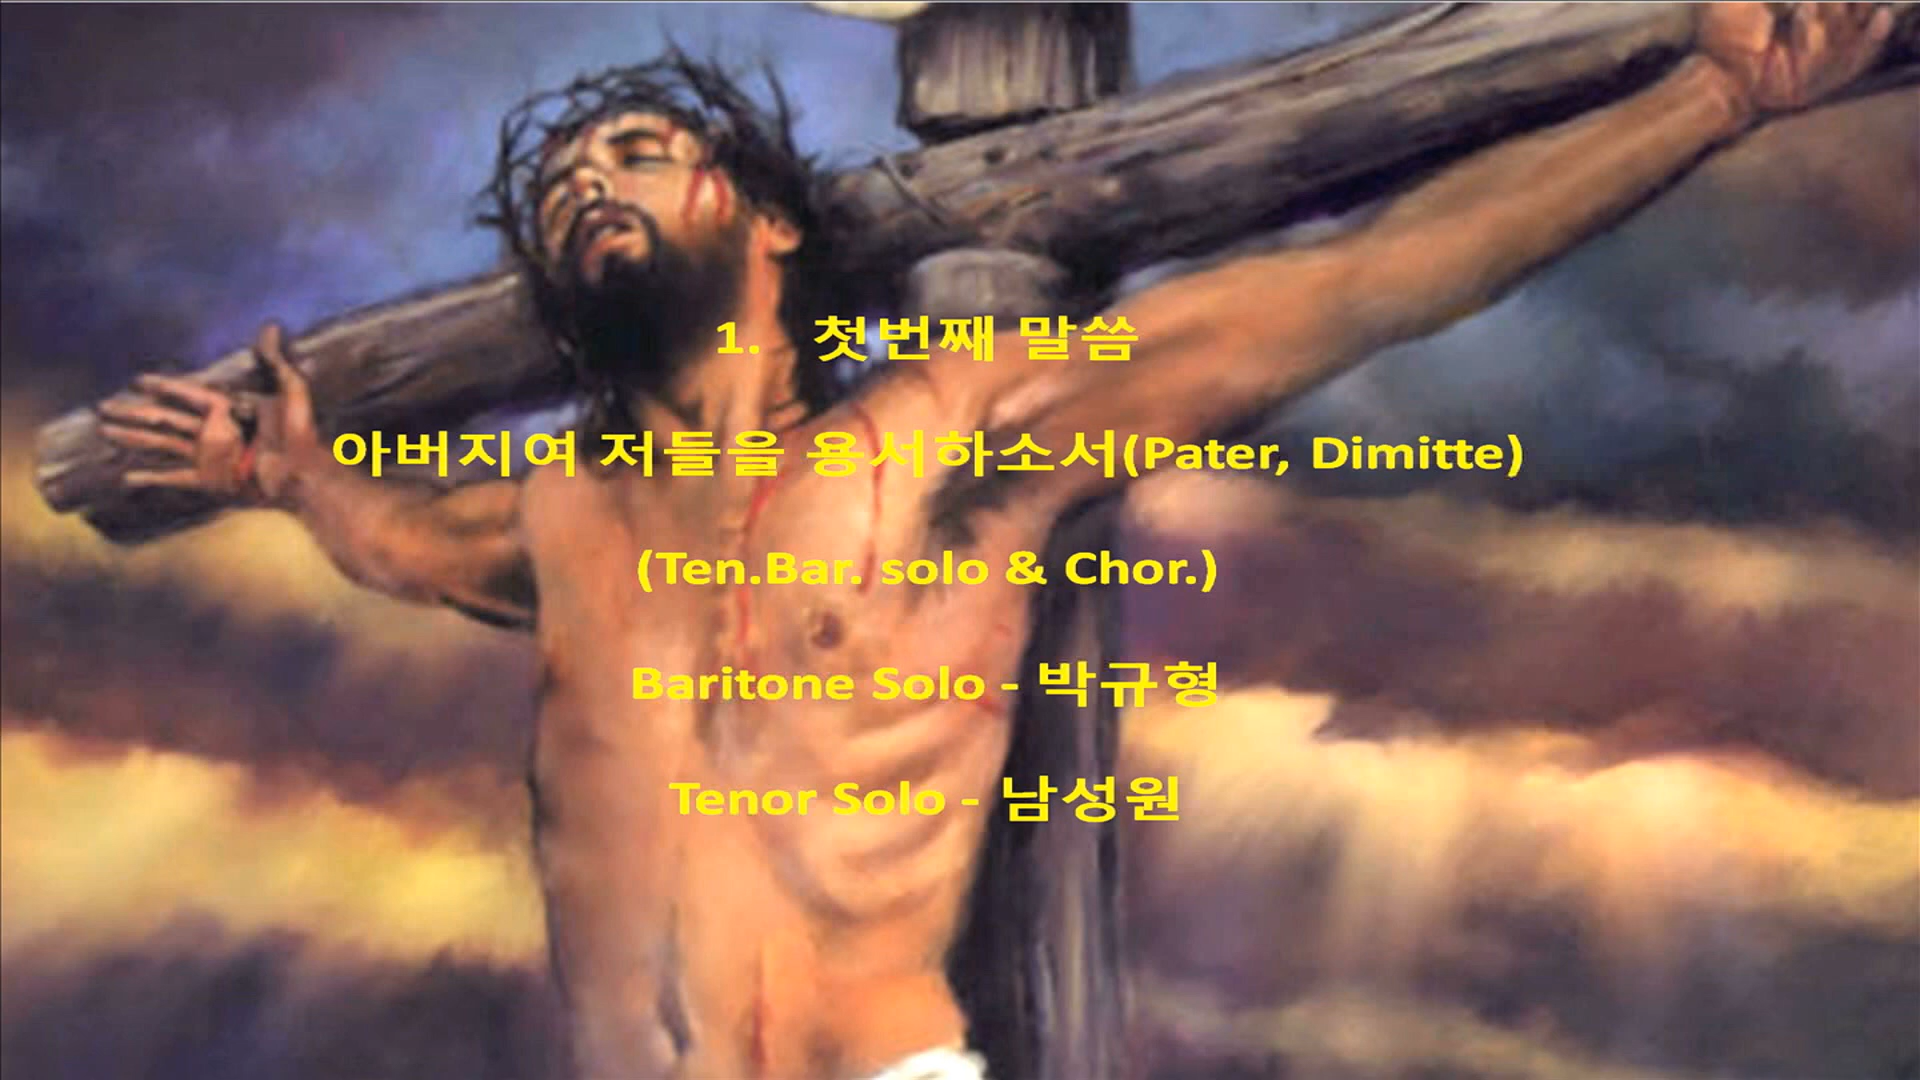 1. 첫번째 말씀
아버지여 저들을 용서하소서(Pater, Dimitte)
(Ten.Bar. solo & Chor.)
Baritone Solo - 박규형
Tenor Solo - 남성원